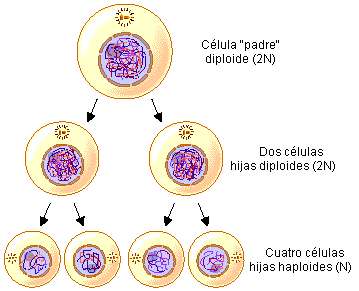 Célula "padre"
diploide (2N)
Dos células
hijas diploides (2N)
Cuatro células
hijas haploides (N)